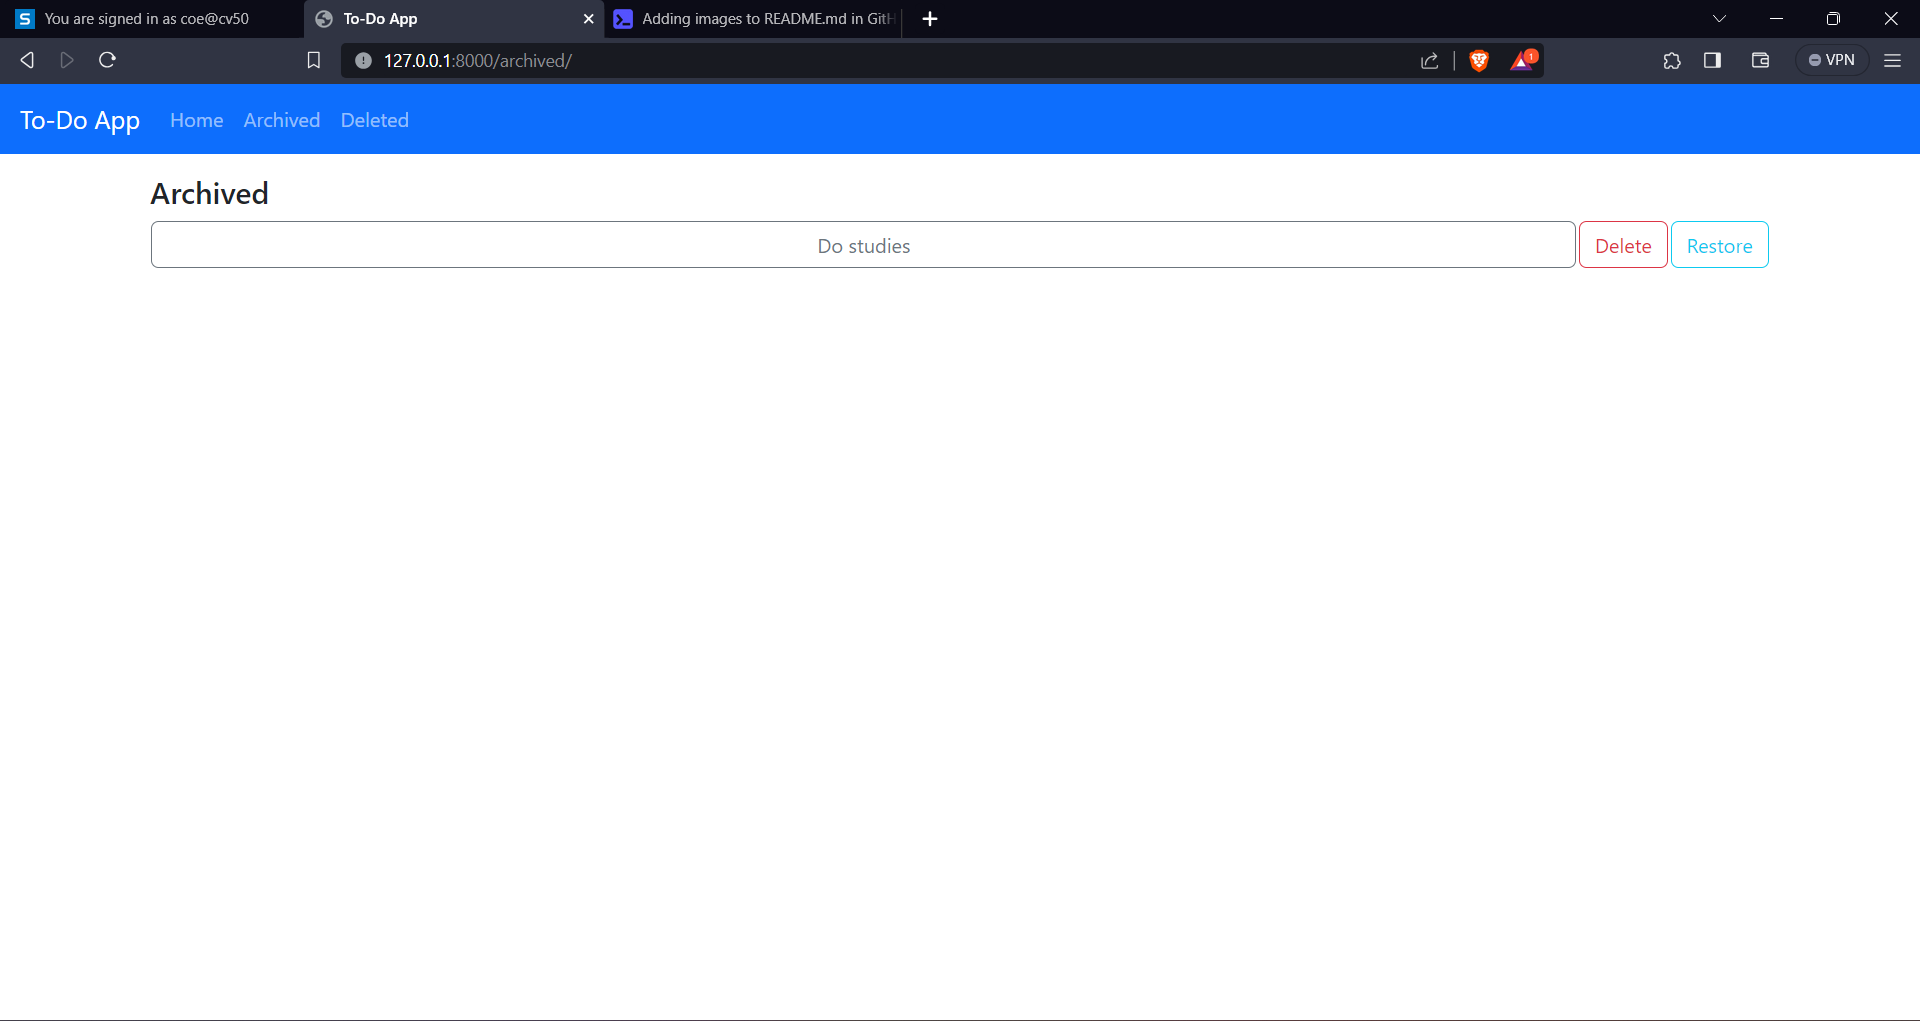 You are signed in as coe@cv50
To-Do App
Adding images to README.md in GitH
127.0.0.1:8000/archived/
1
VPN
To-Do App Home Archived Deleted
Archived
Do studies Delete Restore